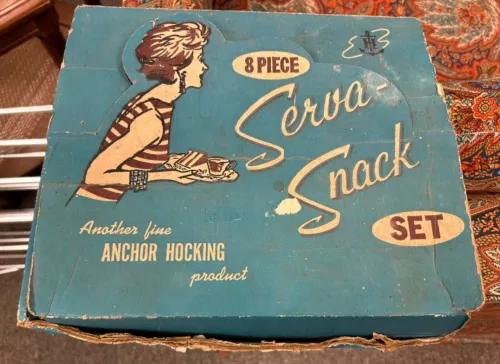 8 PIECE
Serva-
Snack
SET
Another fine
ANCHOR HOCKING
product